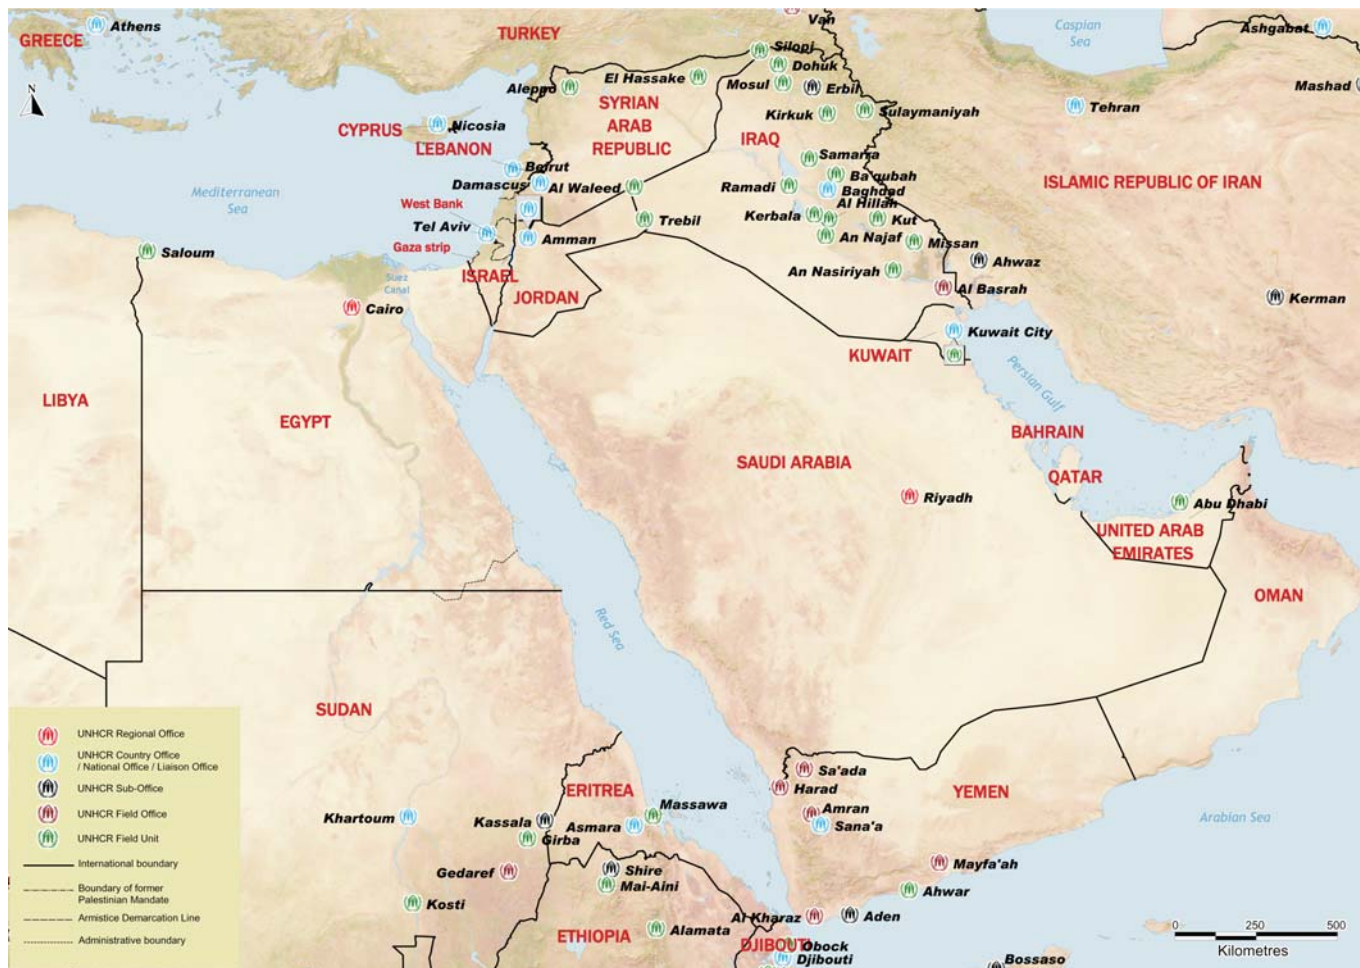 Athens
GREECE
TURKEY
Van
Caspian
Sea
Ashgabat
N
Silopi
Dohuk
El Hassake
Mosul
Aleppo
Erbil
Mashad
SYRIAN
ARAB
REPUBLIC
Tehran
Kirkuk
Sulaymaniyah
CYPRUS
Nicosia
LEBANON
IRAQ
Samarra
Beirut
Ba'qubah
Damascus
Al Waleed
Ramadi
Baghdad
ISLAMIC REPUBLIC OF IRAN
Mediterranean
Sea
West Bank
Al Hillah
Kerbala
Kut
Trebil
Tel Aviv
Amman
An Najaf
Missan
Gaza strip
Saloum
Ahwaz
Suez
Canal
ISRAEL
An Nasiriyah
JORDAN
Al Basrah
Kerman
Cairo
Kuwait City
KUWAIT
Persian Gulf
LIBYA
EGYPT
BAHRAIN
SAUDI ARABIA
QATAR
Riyadh
Abu Dhabi
UNITED ARAB
EMIRATES
OMAN
Red Sea
SUDAN
UNHCR Regional Office
UNHCR Country Office
/ National Office / Liaison Office
UNHCR Sub-Office
UNHCR Field Office
UNHCR Field Unit
International boundary
Boundary of former
Palestinian Mandate
Armistice Demarcation Line
Administrative boundary
Sa'ada
Harad
ERITREA
YEMEN
Massawa
Amran
Khartoum
Kassala
Asmara
Sana'a
Arabian Sea
Girba
Gedaref
Shire
Mayfa'ah
Mai-Aini
Ahwar
Kosti
Al Kharaz
Aden
Alamata
ETHIOPIA
DJIBOUTI
Obock
Djibouti
Bossaso
0 250 500
Kilometres